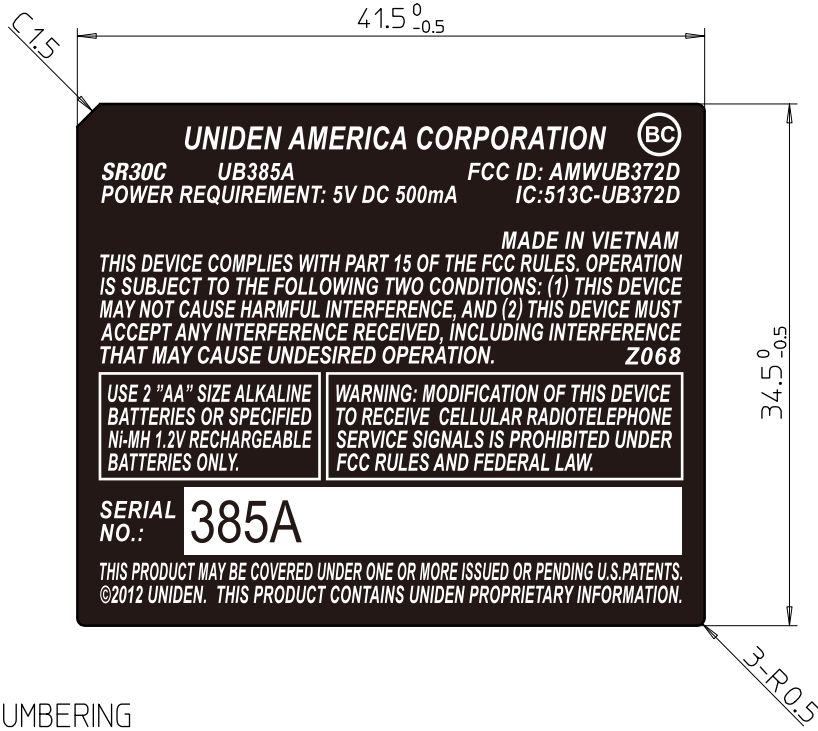 C1.5
41.5 0 -0.5
UNIDEN AMERICA CORPORATION BC
SR30C UB385A FCC ID: AMWUB372D
POWER REQUIREMENT: 5V DC 500mA IC:513C-UB372D
MADE IN VIETNAM
THIS DEVICE COMPLIES WITH PART 15 OF THE FCC RULES. OPERATION
IS SUBJECT TO THE FOLLOWING TWO CONDITIONS: (1) THIS DEVICE
MAY NOT CAUSE HARMFUL INTERFERENCE, AND (2) THIS DEVICE MUST
ACCEPT ANY INTERFERENCE RECEIVED, INCLUDING INTERFERENCE
THAT MAY CAUSE UNDESIRED OPERATION. Z068
34.5 0 -0.5
USE 2 ”AA” SIZE ALKALINE
BATTERIES OR SPECIFIED
Ni-MH 1.2V RECHARGEABLE
BATTERIES ONLY.
WARNING: MODIFICATION OF THIS DEVICE
TO RECEIVE CELLULAR RADIOTELEPHONE
SERVICE SIGNALS IS PROHIBITED UNDER
FCC RULES AND FEDERAL LAW.
SERIAL
NO.:
385A
THIS PRODUCT MAY BE COVERED UNDER ONE OR MORE ISSUED OR PENDING U.S.PATENTS.
©2012 UNIDEN. THIS PRODUCT CONTAINS UNIDEN PROPRIETARY INFORMATION.
3-R0.5
UMBERING